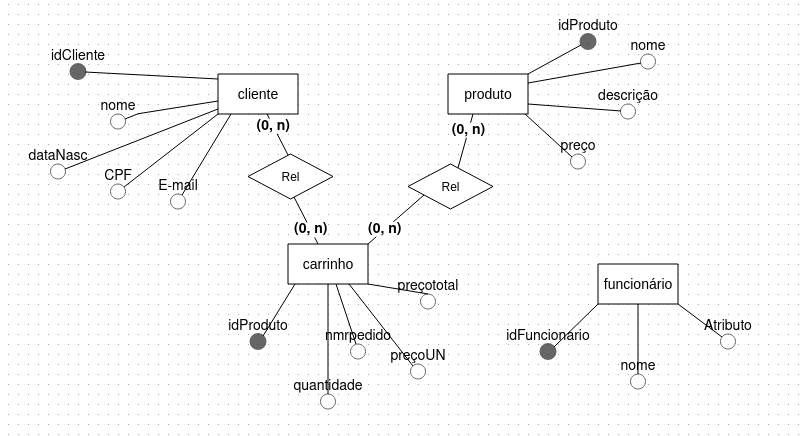 idProduto
nome
idCliente
cliente
produto
descrição
nome
(0, n)
(0, n)
preço
dataNasc
CPF
E-mail
Rel
Rel
(0, n)
(0, n)
carrinho
preçototal
funcionário
idProduto
nmrpedido
preçoUN
idFuncionario
Atributo
nome
quantidade